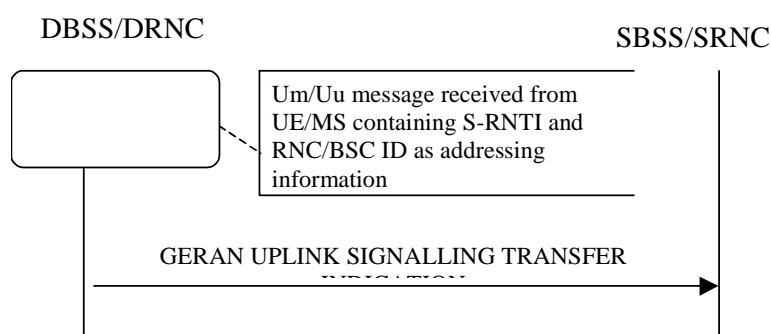 DBSS/DRNC
SBSS/SRNC
Um/Uu message received from
UE/MS containing S-RNTI and
RNC/BSC ID as addressing
information
GERAN UPLINK SIGNALLING TRANSFER
INDICATION